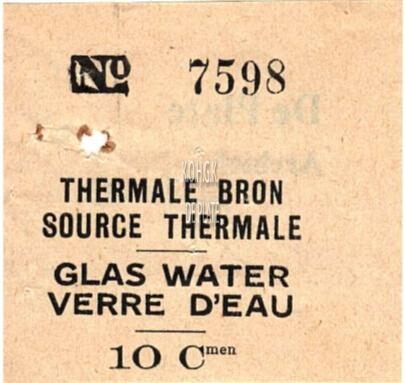 No 7598
THERMALE BRON
SOURCE THERMALE
GLAS WATER
VERRE D'EAU
10 Cmen